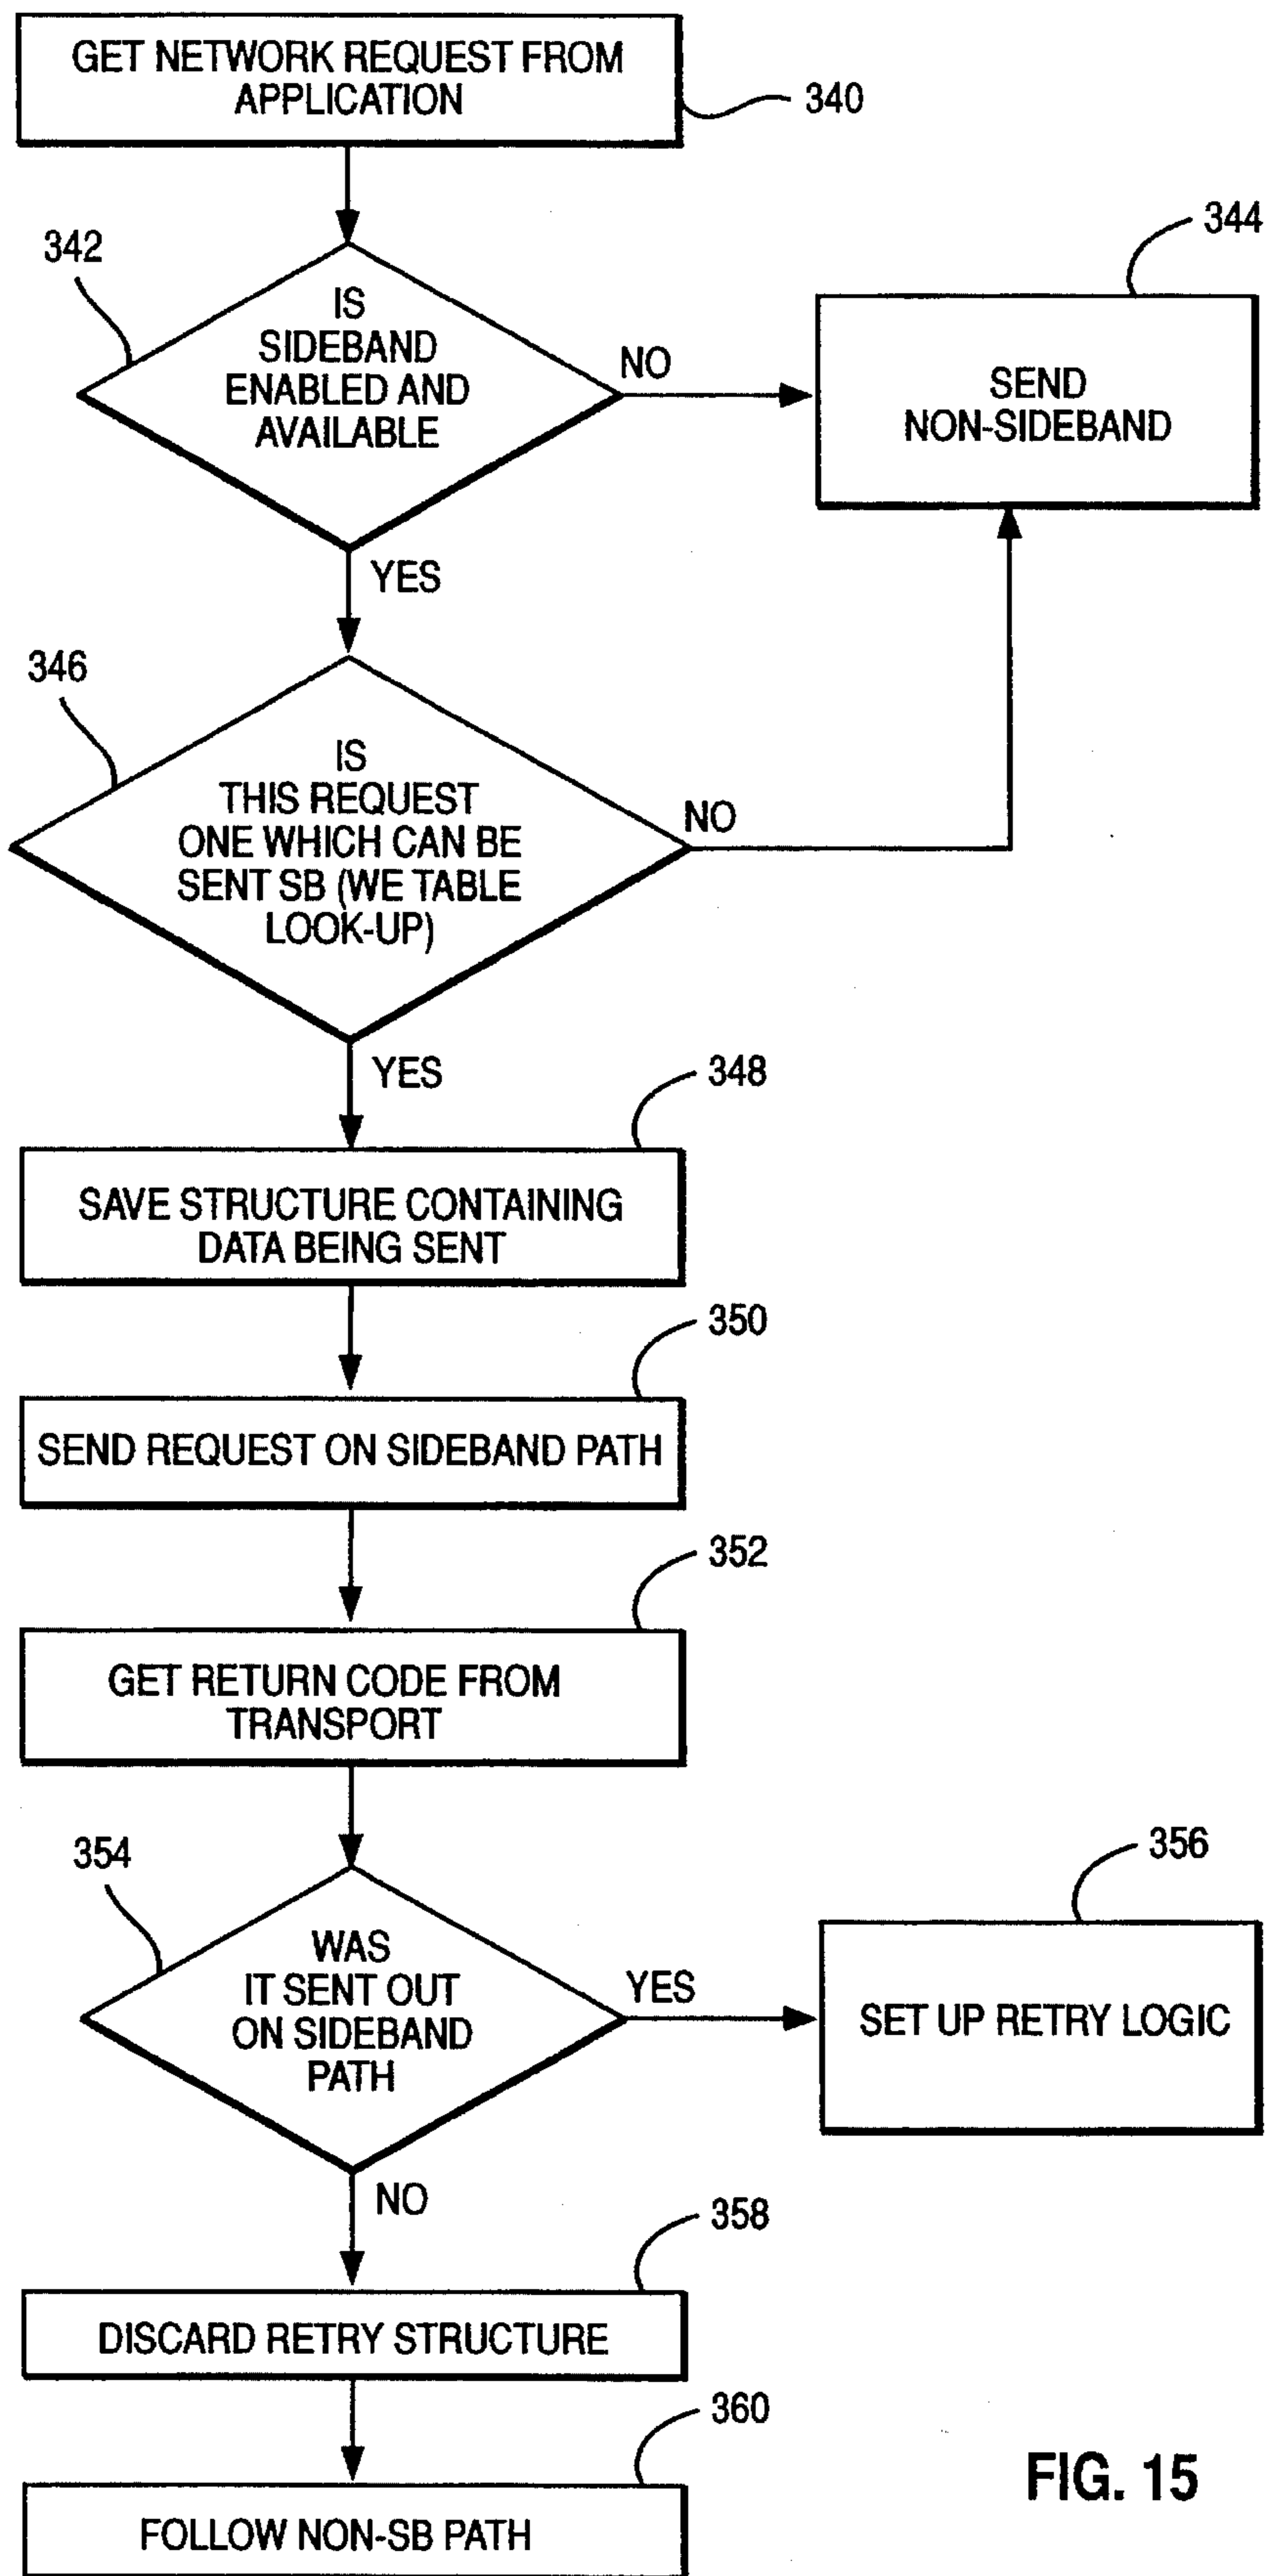 GET NETWORK REQUEST FROM
APPLICATION
340
342
IS
SIDEBAND
ENABLED AND
AVAILABLE
NO
344
SEND
NON-SIDEBAND
YES
346
IS
THIS REQUEST
ONE WHICH CAN BE
SENT SB (WE TABLE
LOOK-UP)
NO
YES
348
SAVE STRUCTURE CONTAINING
DATA BEING SENT
350
SEND REQUEST ON SIDEBAND PATH
352
GET RETURN CODE FROM
TRANSPORT
354
WAS
IT SENT OUT
ON SIDEBAND
PATH
YES
356
SET UP RETRY LOGIC
NO
358
DISCARD RETRY STRUCTURE
360
FOLLOW NON-SB PATH
FIG. 15